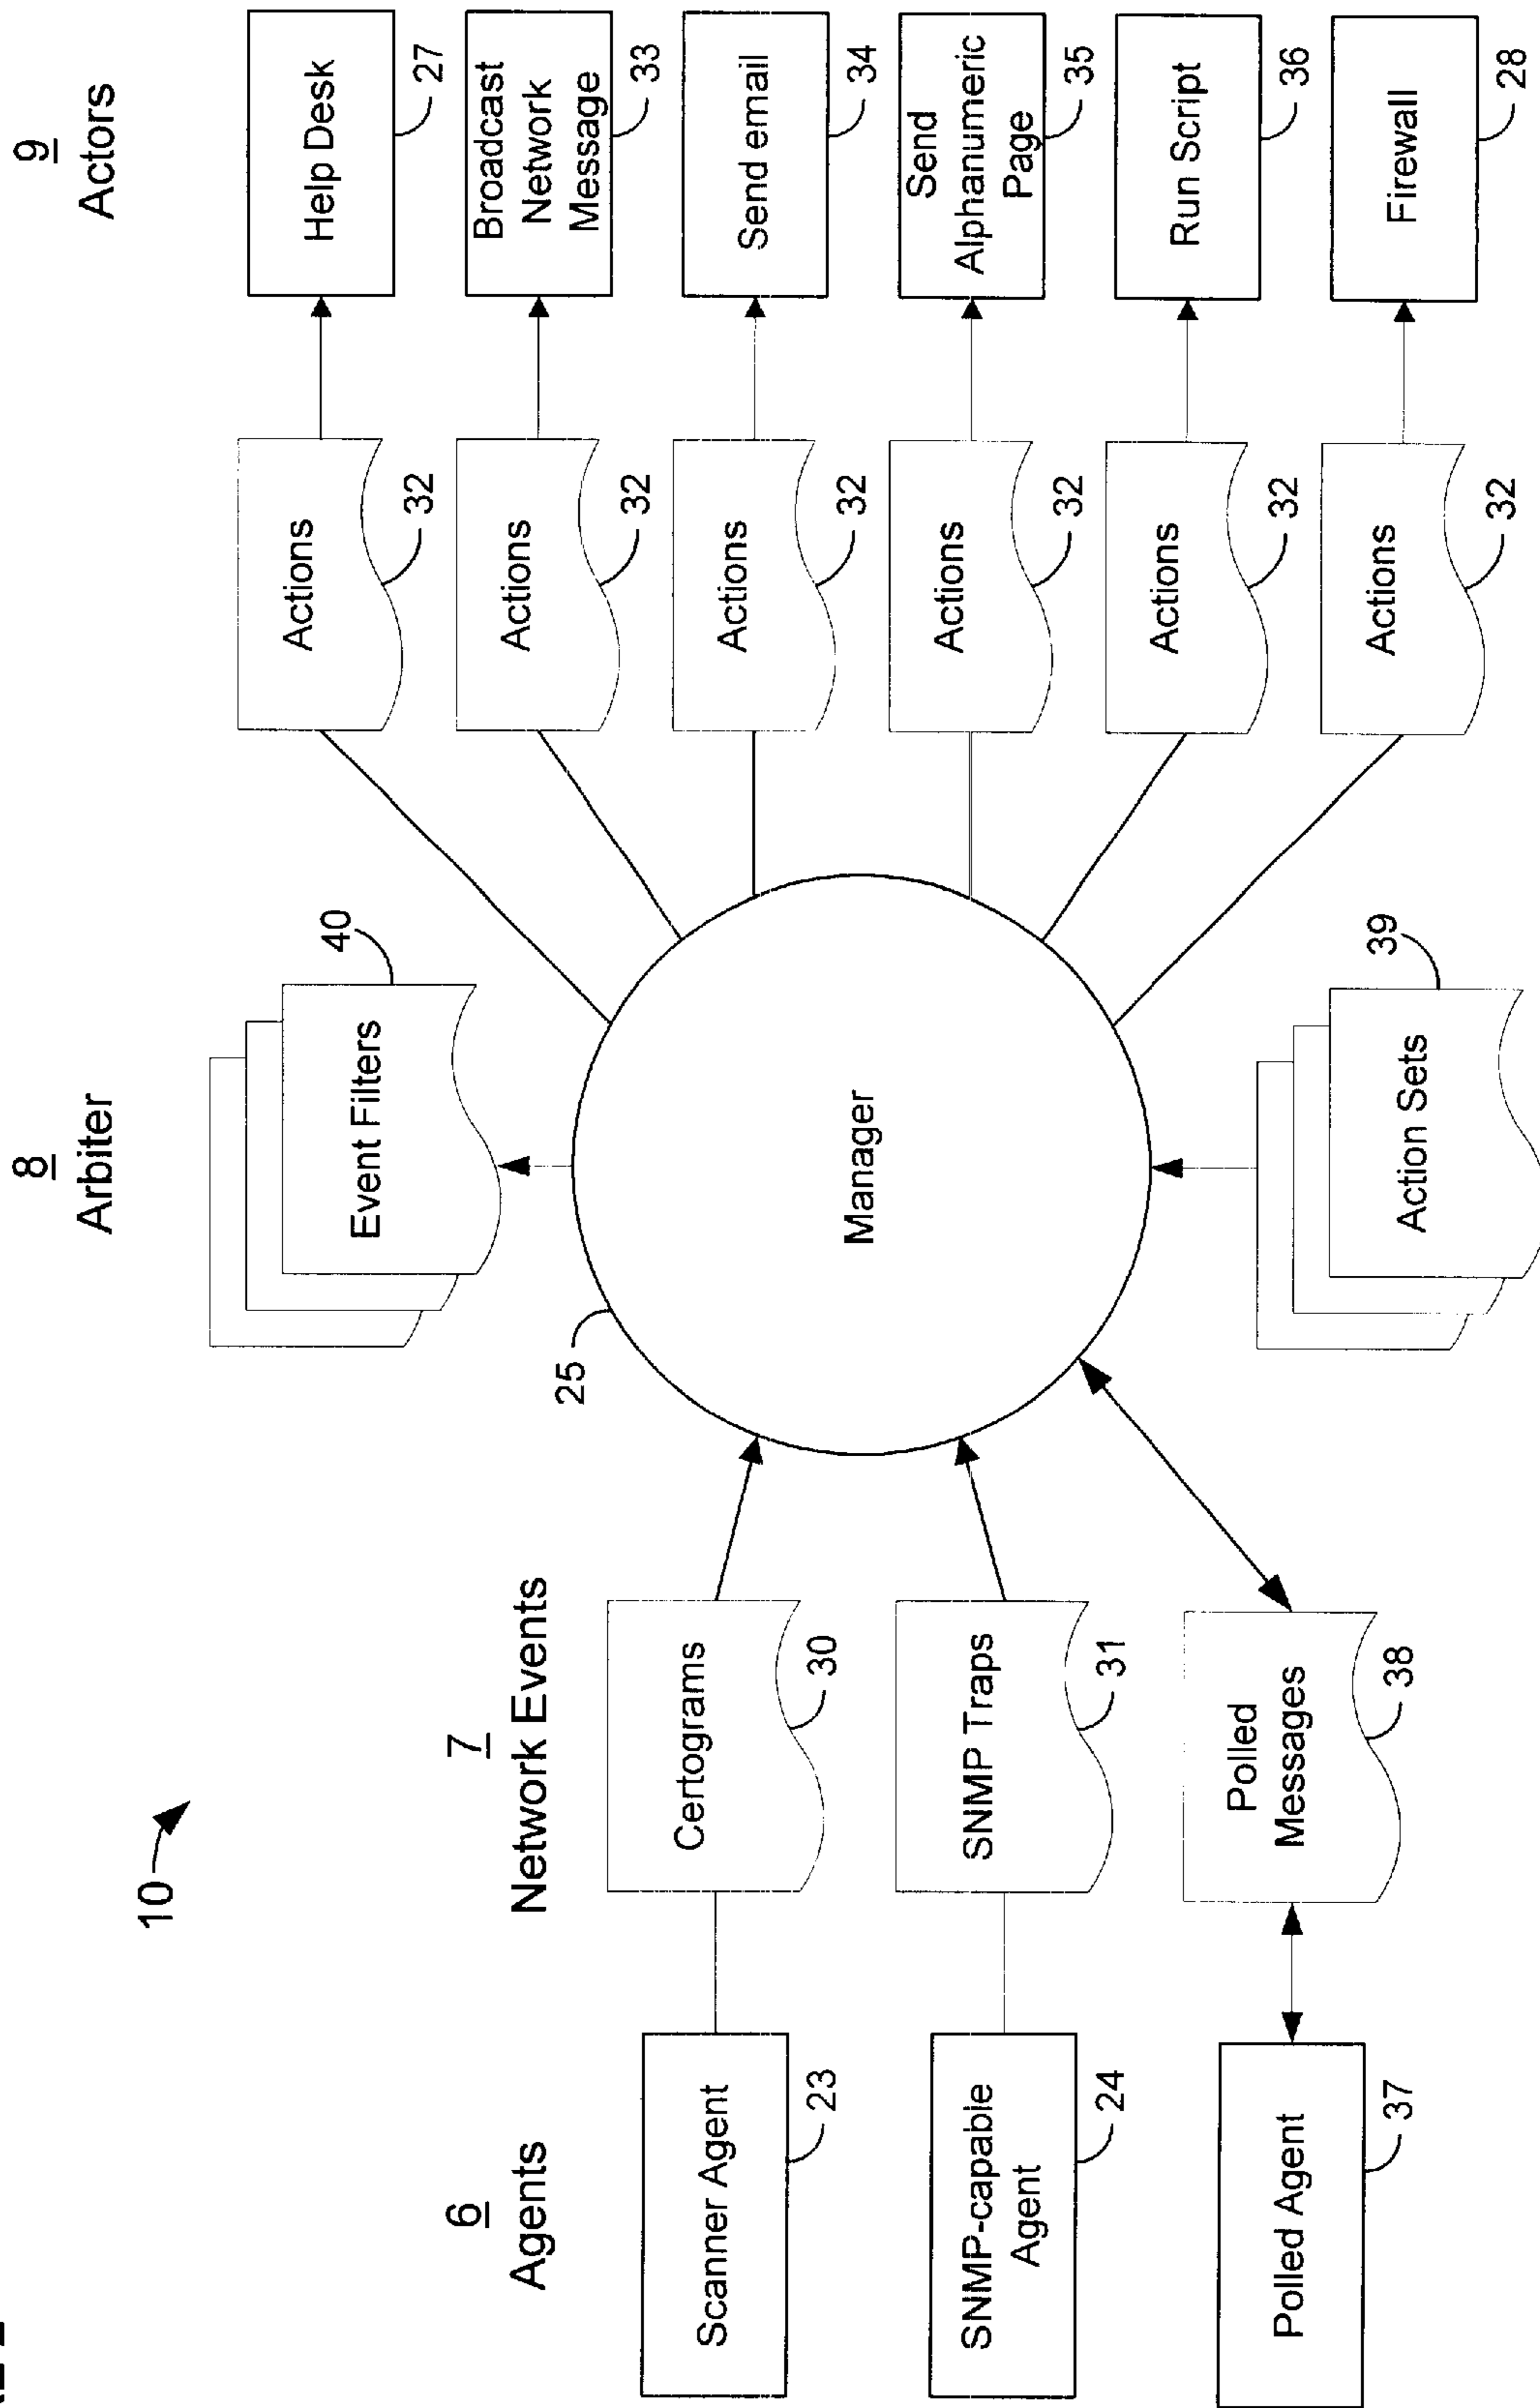 10
6
Agents
7
Network Events
8
Arbiter
9
Actors
Scanner Agent
23
SNMP-capable
Agent
24
Polled Agent
37
Certograms
30
SNMP Traps
31
Polled
Messages
38
Event Filters
40
25
Manager
Action Sets
39
Actions
32
Actions
32
Actions
32
Actions
32
Actions
32
Actions
32
Help Desk
27
Broadcast
Network
Message
33
Send email
34
Send
Alphanumeric
Page
35
Run Script
36
Firewall
28